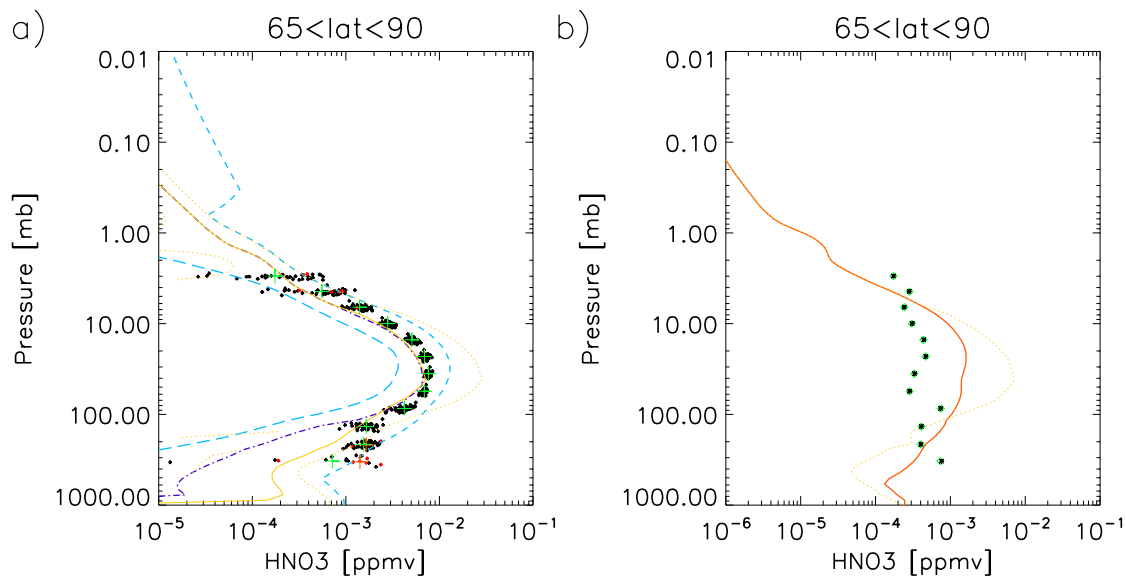 a)
65<lat<90
0.01
0.10
1.00
10.00
100.00
1000.00
Pressure [mb]
10-5
10-4
10-3
10-2
10-1
HNO3 [ppmv]
b)
65<lat<90
0.01
0.10
1.00
10.00
100.00
1000.00
Pressure [mb]
10-6
10-5
10-4
10-3
10-2
10-1
HNO3 [ppmv]